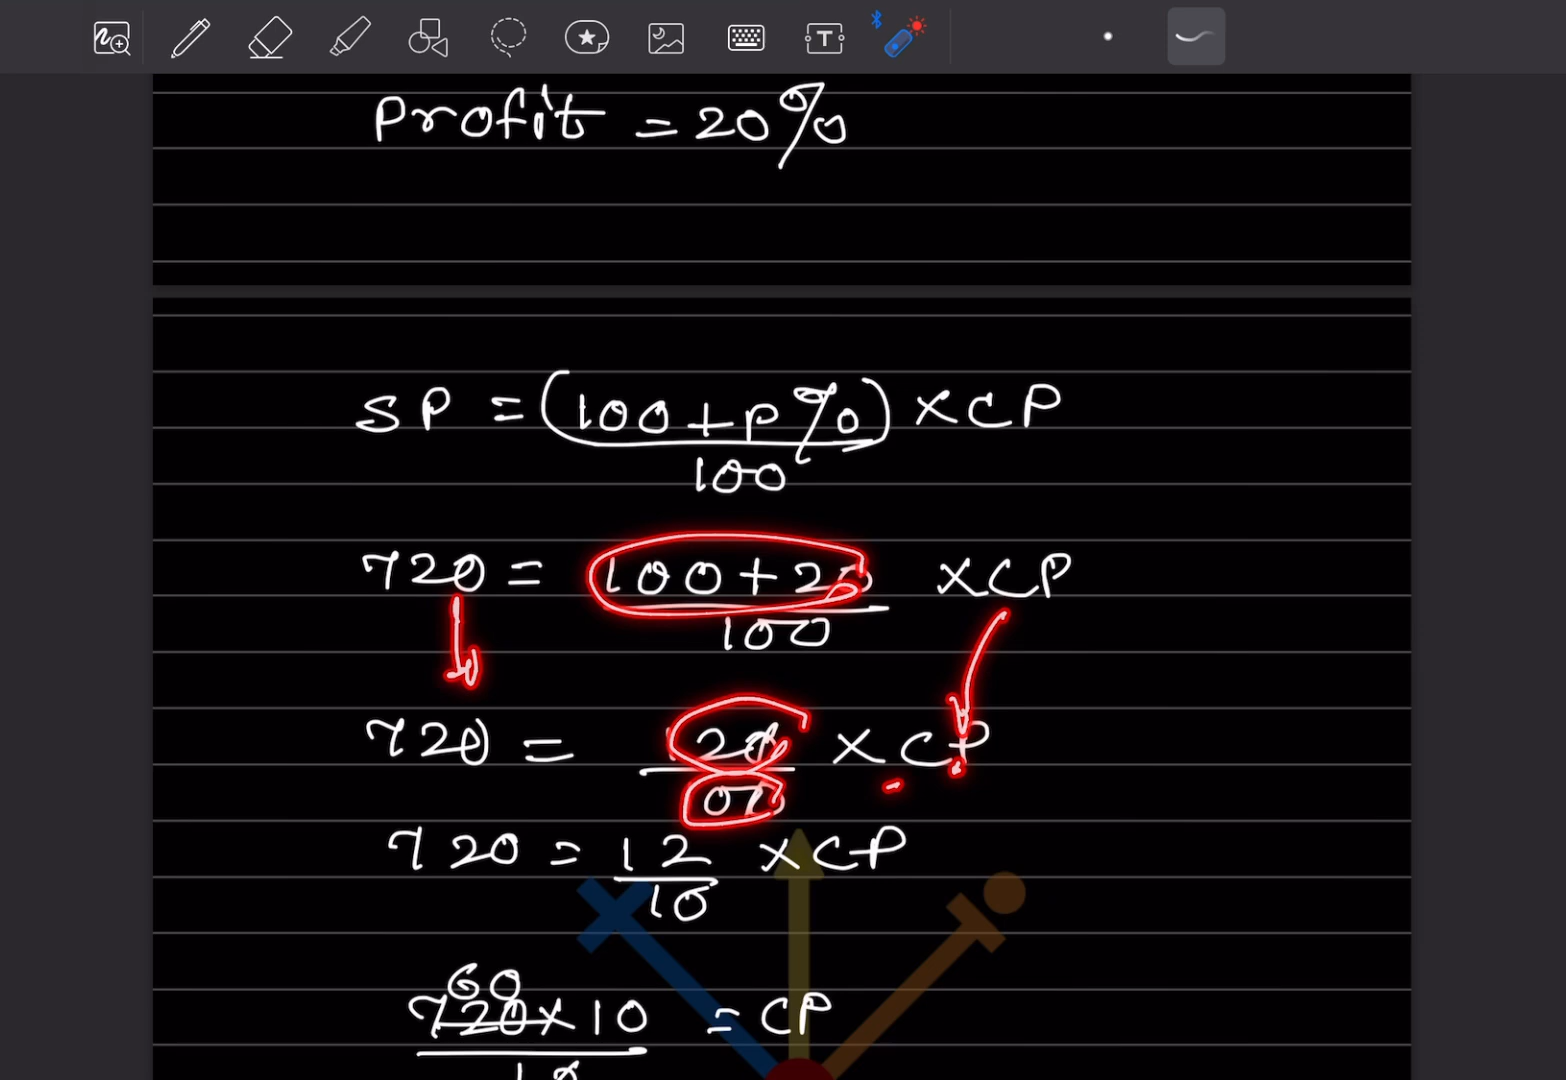 Profit = 20%
SP = (100+P%) × CP
100
720 = 100+20 × CP
100
720 = 120 × CP
100
720 = 12 × CP
10
60
720 × 10 = CP
12